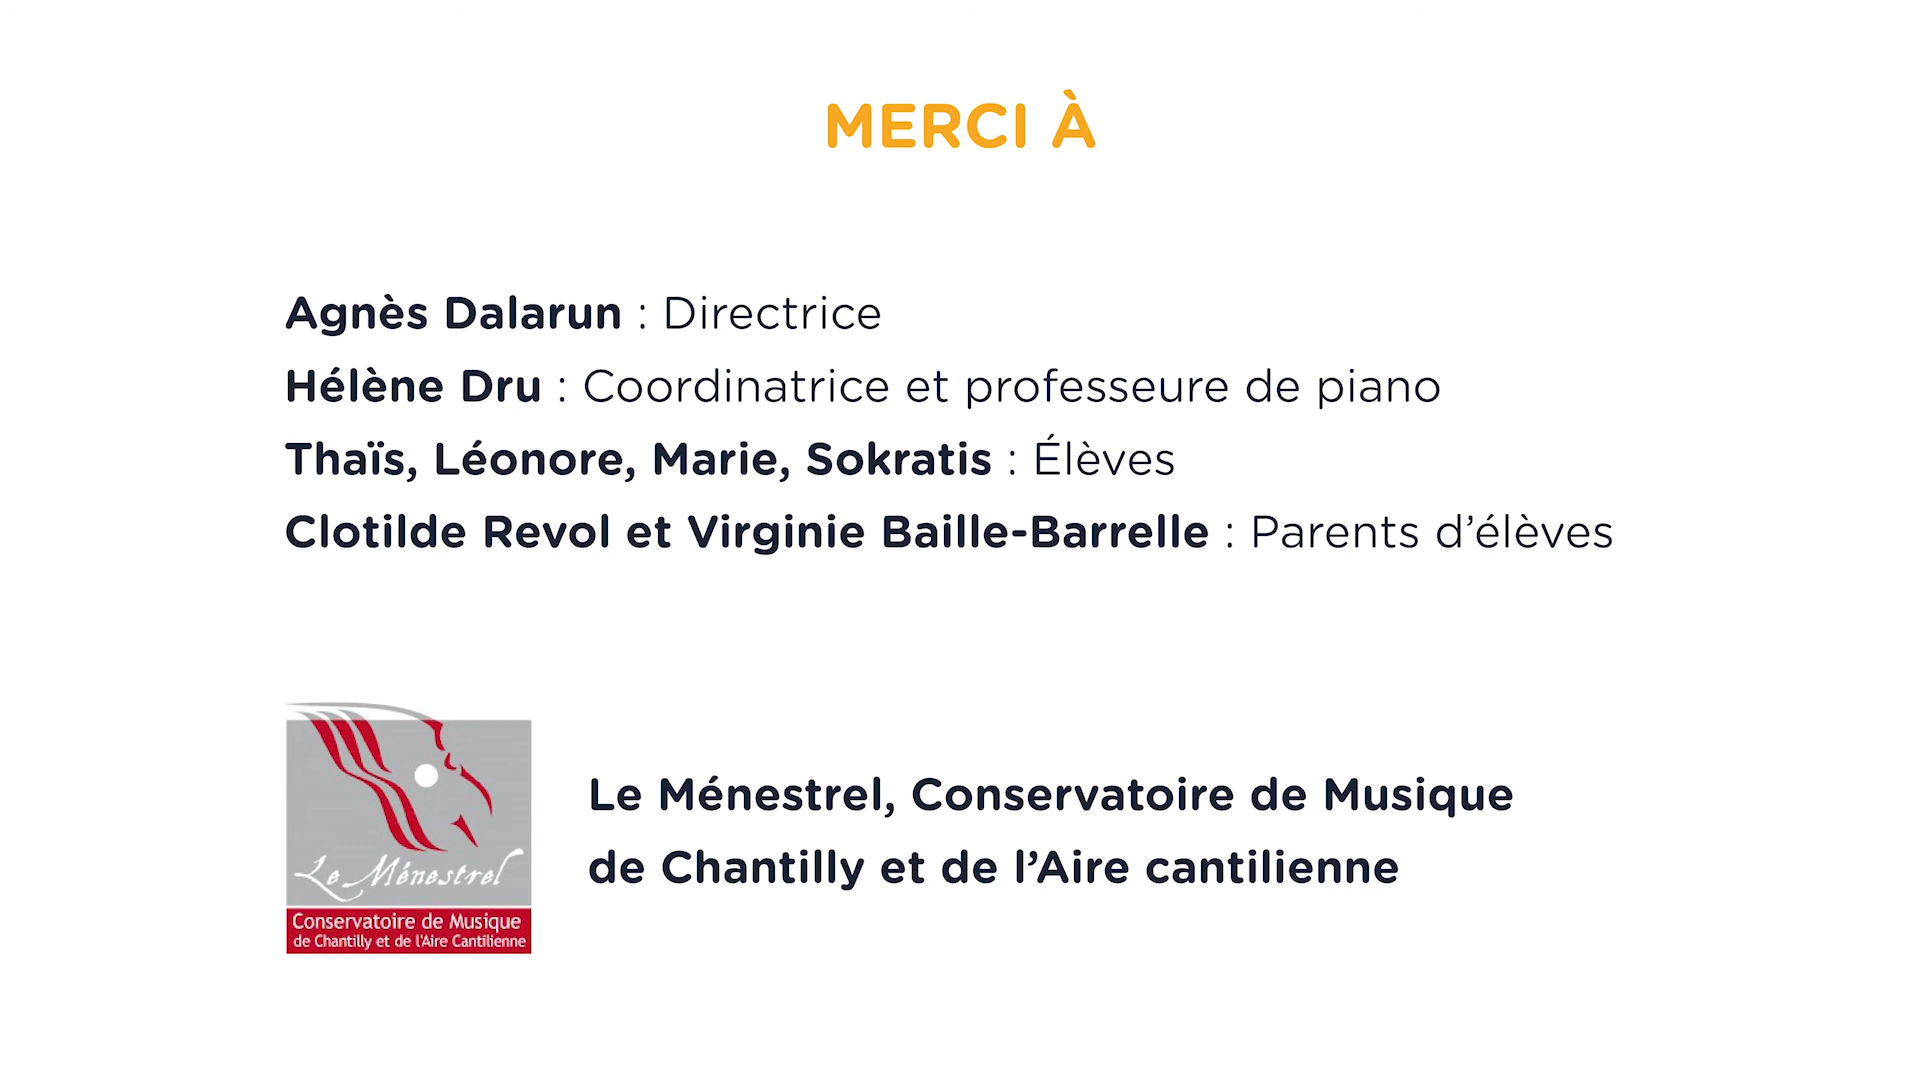 MERCI À
Agnès Dalarun : Directrice
Hélène Dru : Coordinatrice et professeure de piano
Thaïs, Léonore, Marie, Sokratis : Élèves
Clotilde Revol et Virginie Baille-Barrelle : Parents d’élèves
Le Ménestrel
Conservatoire de Musique
de Chantilly et de l'Aire Cantilienne
Le Ménestrel, Conservatoire de Musique
de Chantilly et de l’Aire cantilienne